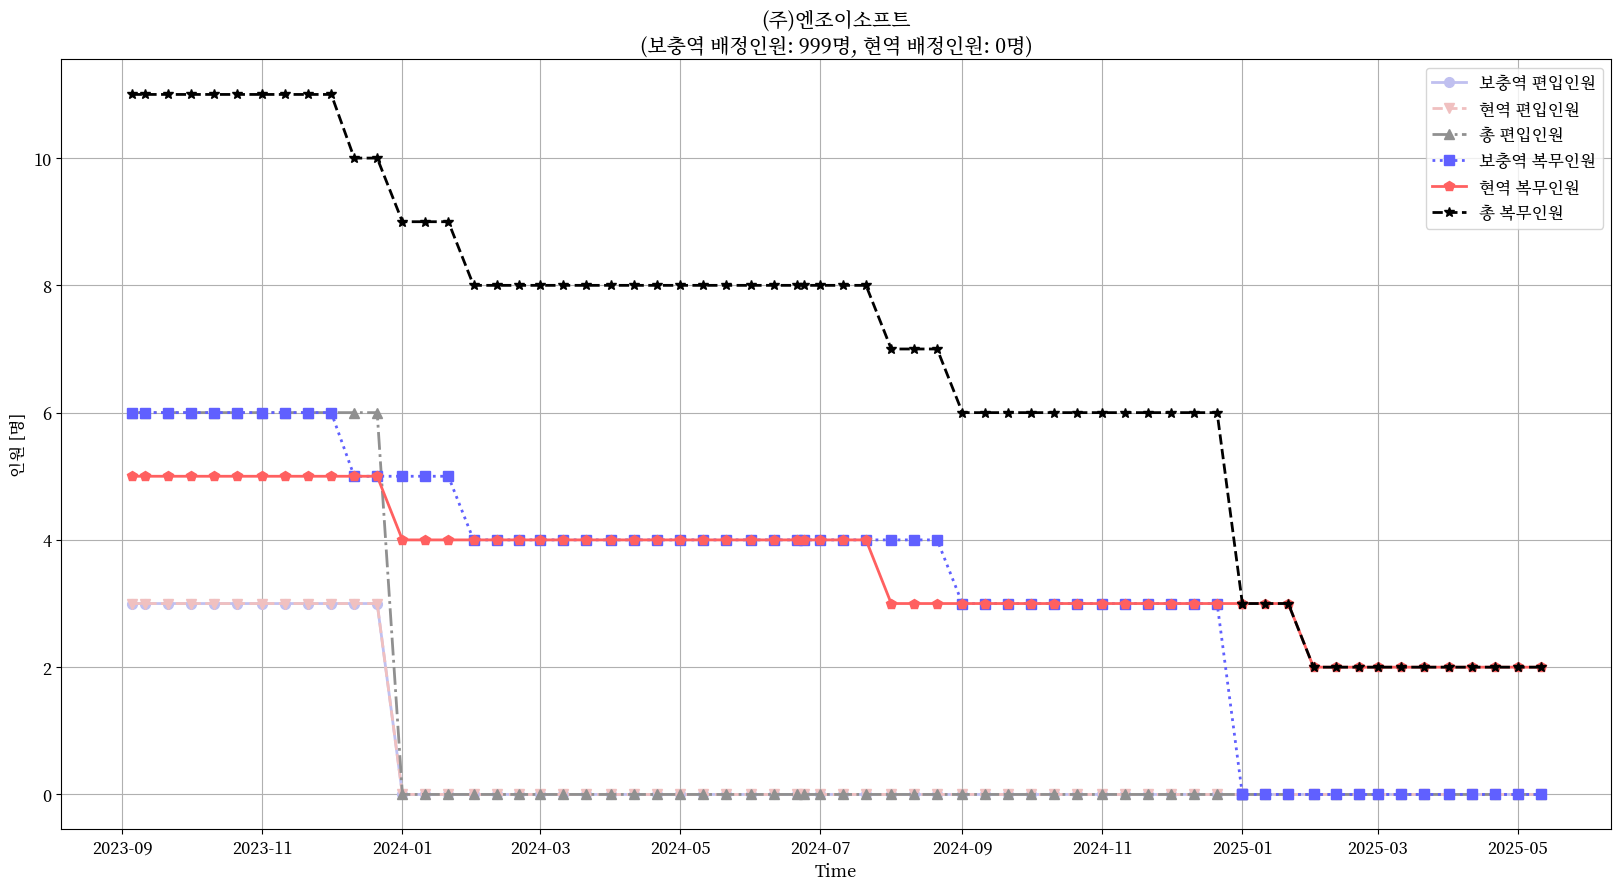 (주)엔조이소프트
(보충역 배정인원: 999명, 현역 배정인원: 0명)
보충역 편입인원
현역 편입인원
총 편입인원
보충역 복무인원
현역 복무인원
총 복무인원
인원 [명]
10
8
6
4
2
0
2023-09 2023-11 2024-01 2024-03 2024-05 2024-07 2024-09 2024-11 2025-01 2025-03 2025-05
Time